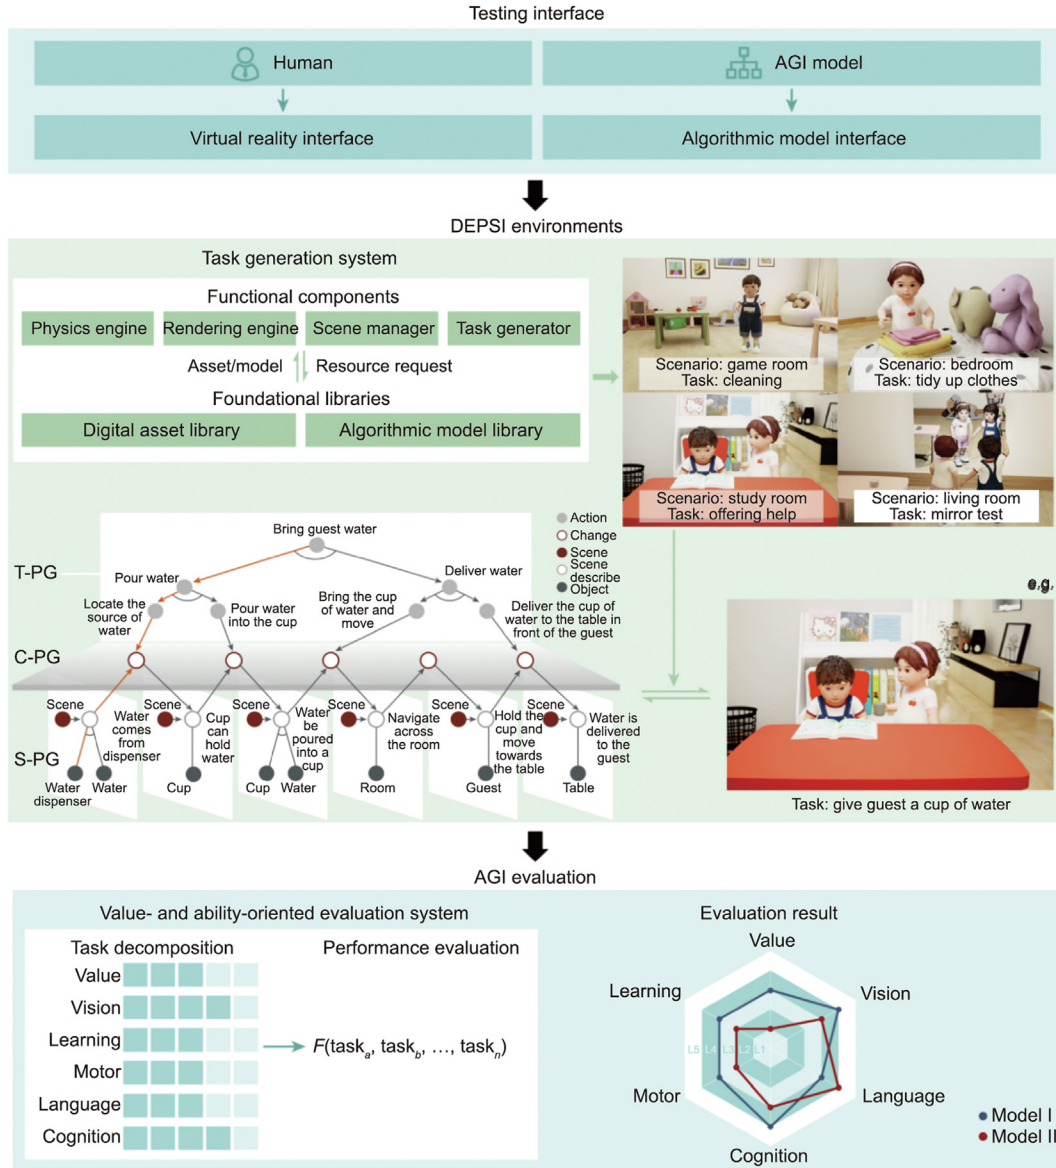 Testing interface
Human
AGI model
Virtual reality interface
Algorithmic model interface
DEPSI environments
Task generation system
Functional components
Physics engine
Rendering engine
Scene manager
Task generator
Asset/model
Resource request
Foundational libraries
Digital asset library
Algorithmic model library
Scenario: game room
Task: cleaning
Scenario: bedroom
Task: tidy up clothes
Scenario: study room
Task: offering help
Scenario: living room
Task: mirror test
Action
Change
Scene
Scene
describe
Object
T-PG
Bring guest water
Pour water
Deliver water
Locate the
source of
water
Pour water
into the cup
Bring the cup
of water and
move
Deliver the cup of
water to the table in
front of the guest
C-PG
S-PG
Scene
Water
comes
from
dispenser
Water
dispenser
Water
Scene
Cup
can
hold
water
Cup
Scene
Water
be
poured
into a
cup
Cup
Water
Scene
Navigate
across
the room
Room
Scene
Hold the
cup and
move
towards
the table
Guest
Scene
Water is
delivered
to the
guest
Table
e.g.,
Task: give guest a cup of water
AGI evaluation
Value- and ability-oriented evaluation system
Task decomposition
Performance evaluation
Value
Vision
Learning
Motor
Language
Cognition
F(task_a, task_b, …, task_n)
Evaluation result
Value
Learning
Vision
L5 L4 L3 L2 L1
Motor
Language
Cognition
Model I
Model II